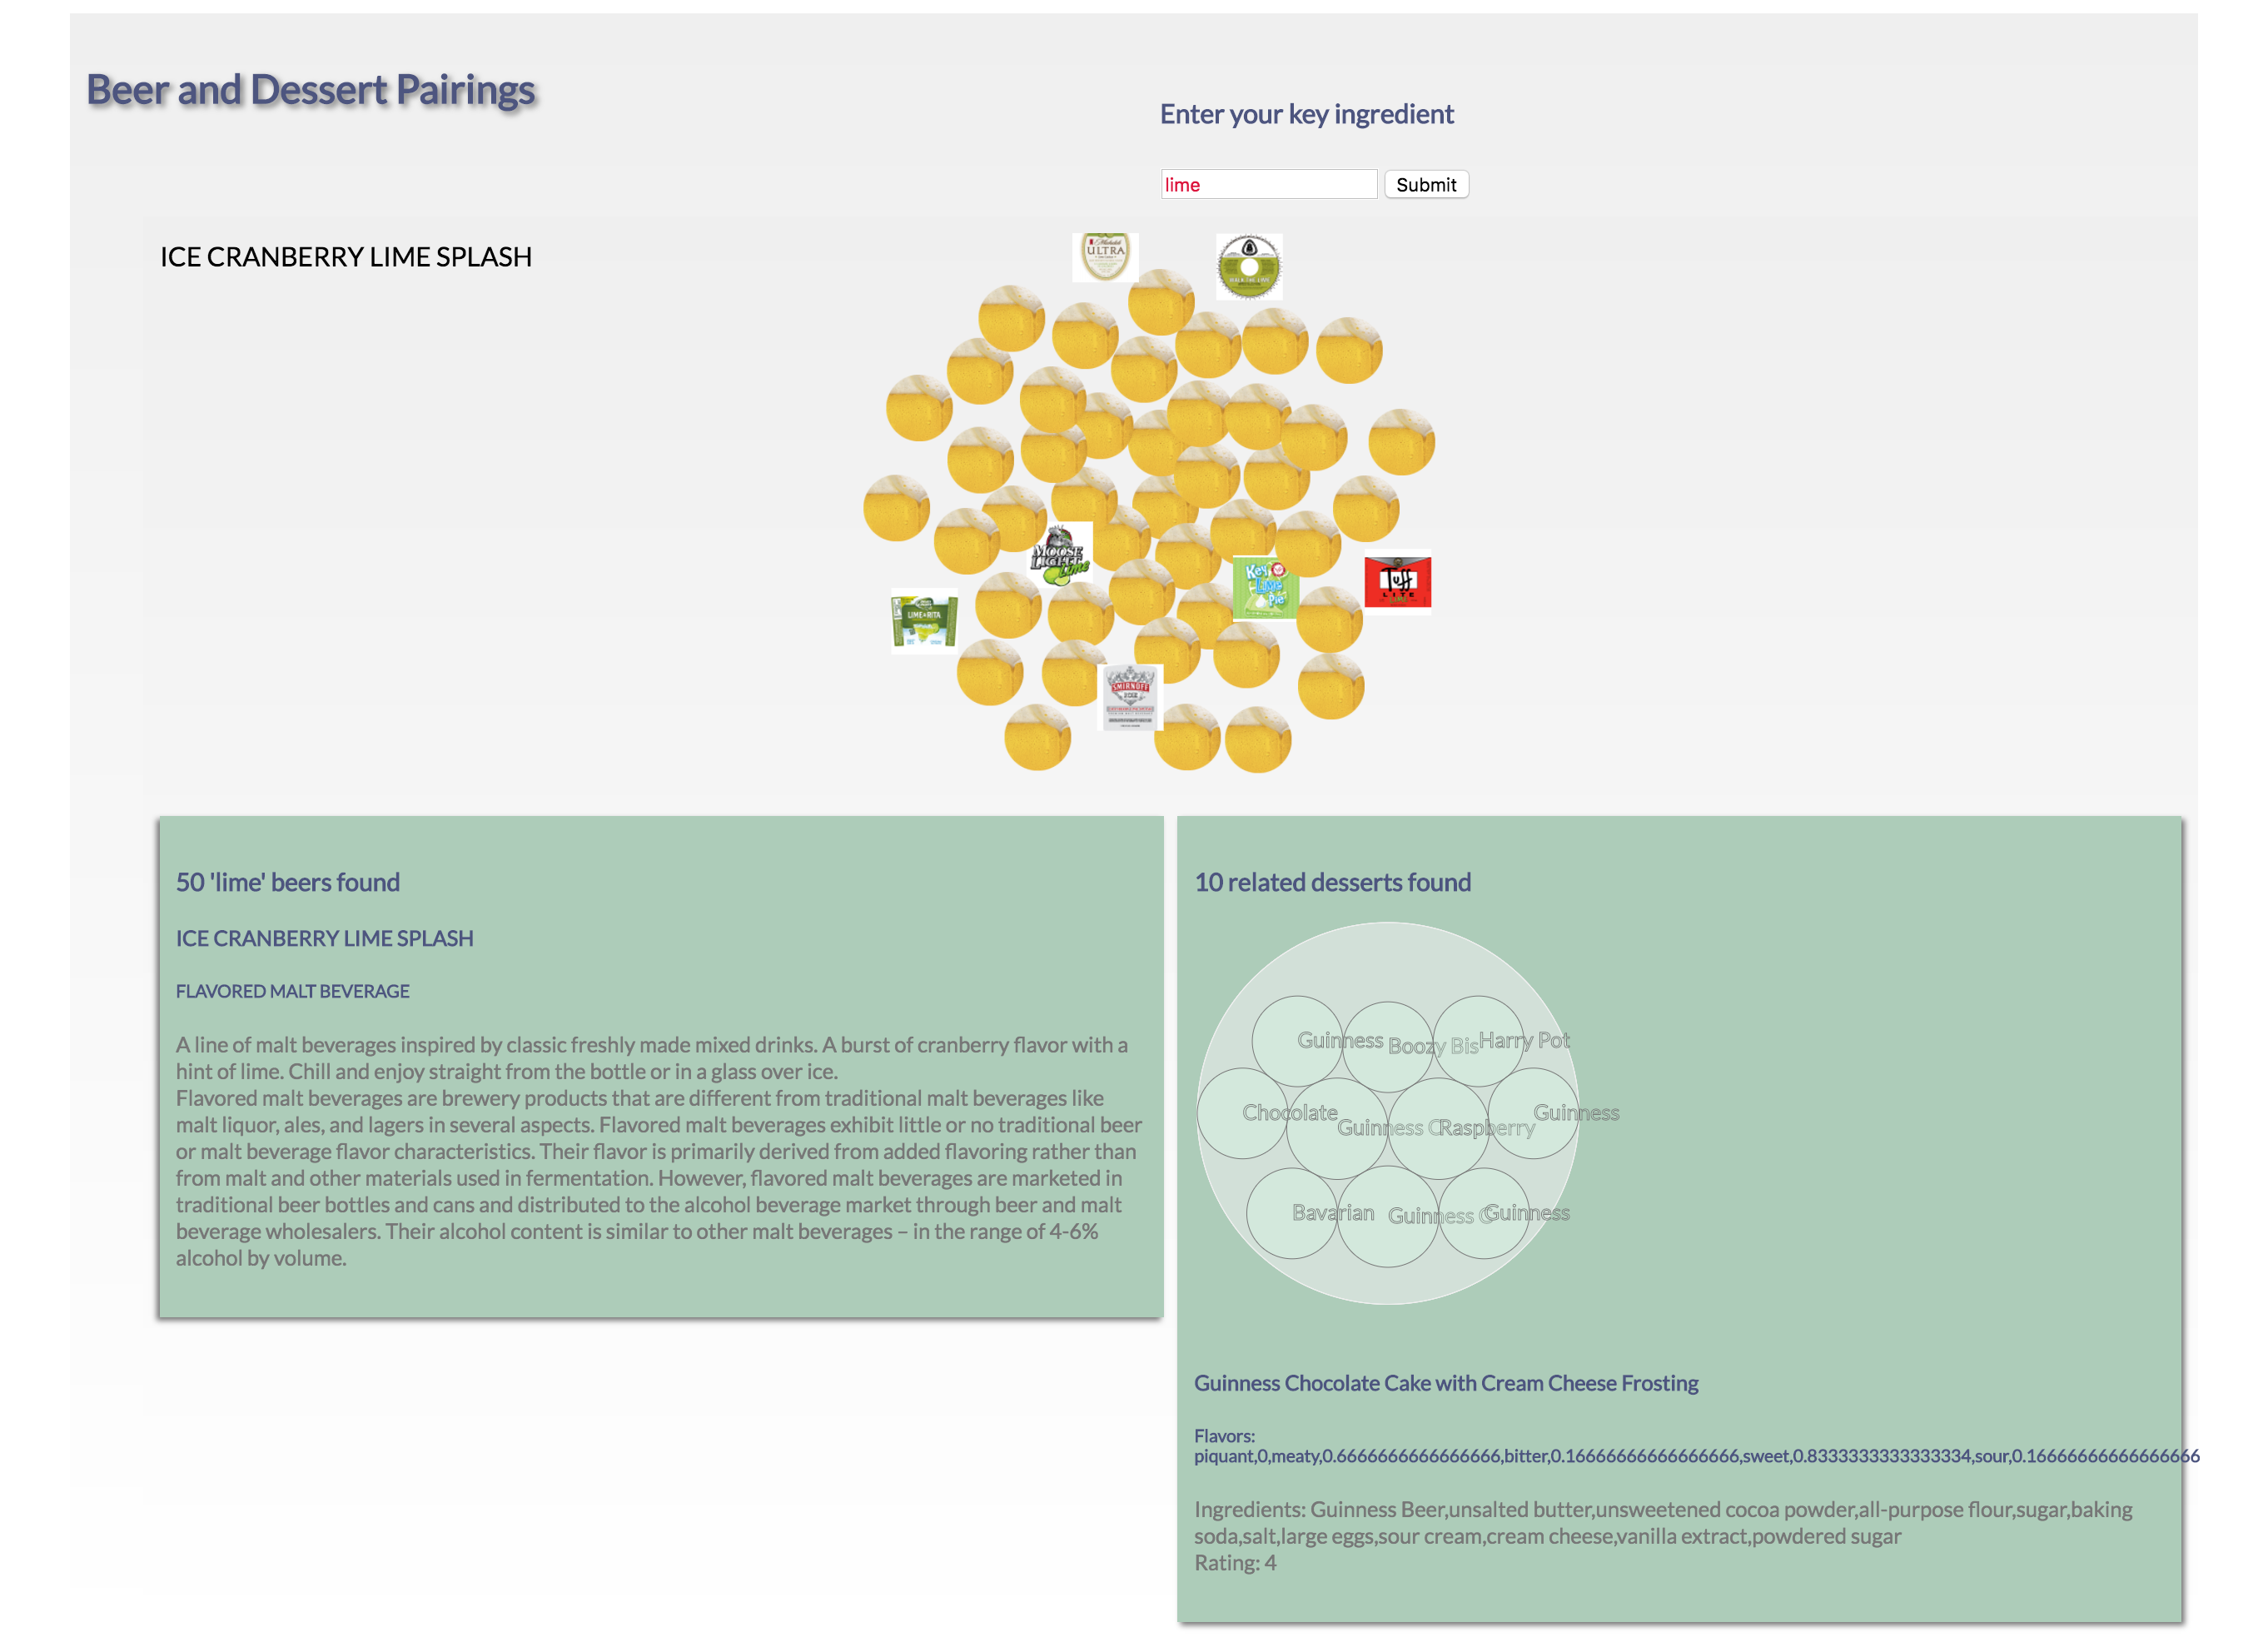 Beer and Dessert Pairings
Enter your key ingredient
lime
Submit
ICE CRANBERRY LIME SPLASH
ULTRA
MOOSE
LIGHT
Lime
Key
Lime
Pie
Tuff
LITE
LIME-A-RITA
SMIRNOFF
ICE
50 'lime' beers found
ICE CRANBERRY LIME SPLASH
FLAVORED MALT BEVERAGE
A line of malt beverages inspired by classic freshly made mixed drinks. A burst of cranberry flavor with a
hint of lime. Chill and enjoy straight from the bottle or in a glass over ice.
Flavored malt beverages are brewery products that are different from traditional malt beverages like
malt liquor, ales, and lagers in several aspects. Flavored malt beverages exhibit little or no traditional beer
or malt beverage flavor characteristics. Their flavor is primarily derived from added flavoring rather than
from malt and other materials used in fermentation. However, flavored malt beverages are marketed in
traditional beer bottles and cans and distributed to the alcohol beverage market through beer and malt
beverage wholesalers. Their alcohol content is similar to other malt beverages – in the range of 4-6%
alcohol by volume.
10 related desserts found
Guinness
Boozy Bis
Harry Pot
Chocolate
Guinness C
Raspberry
Guinness
Bavarian
Guinness C
Guinness
Guinness Chocolate Cake with Cream Cheese Frosting
Flavors:
piquant,0,meaty,0.6666666666666666,bitter,0.16666666666666666,sweet,0.8333333333333334,sour,0.16666666666666666
Ingredients: Guinness Beer,unsalted butter,unsweetened cocoa powder,all-purpose flour,sugar,baking
soda,salt,large eggs,sour cream,cream cheese,vanilla extract,powdered sugar
Rating: 4